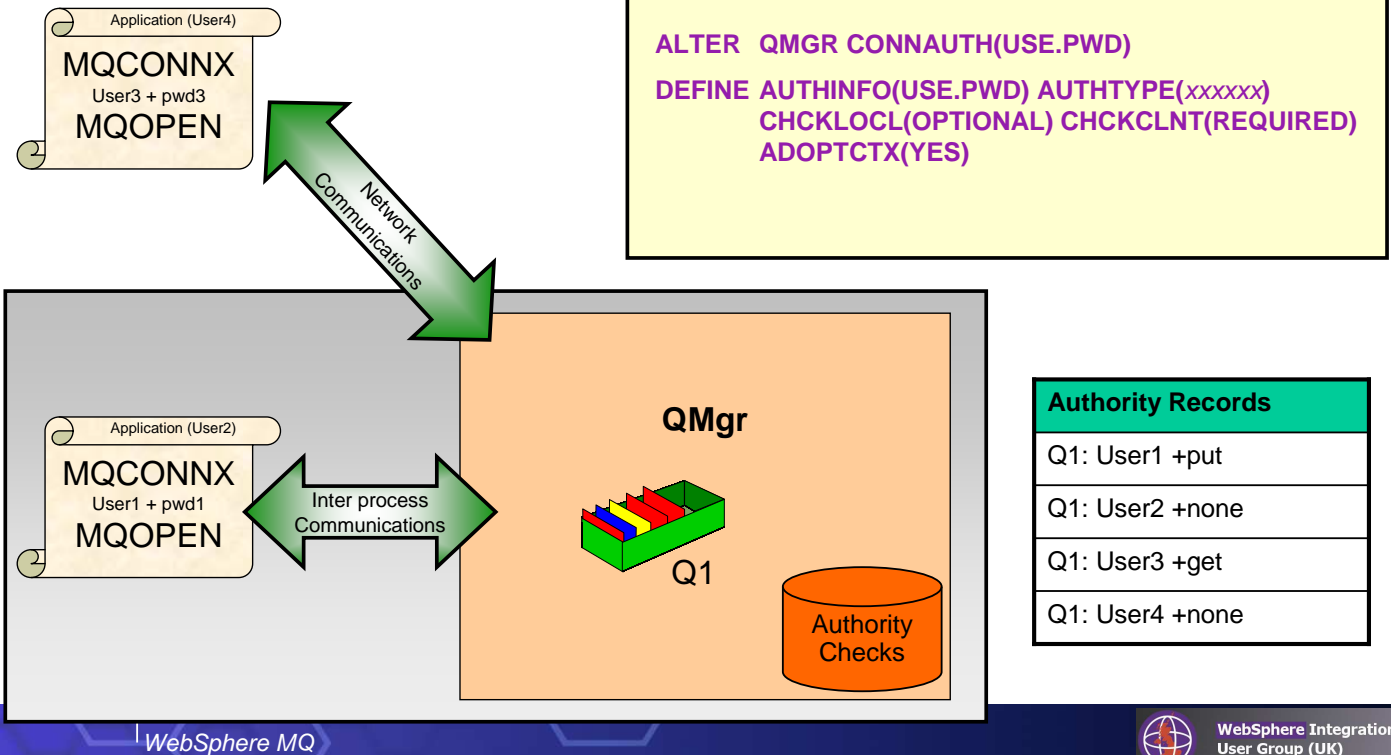 Application (User4)
MQCONNX
User3 + pwd3
MQOPEN
ALTER QMGR CONNAUTH(USE.PWD)
DEFINE AUTHINFO(USE.PWD) AUTHTYPE(xxxxxx)
CHCKLOCL(OPTIONAL) CHCKCLNT(REQUIRED)
ADOPTCTX(YES)
Network
Communications
Application (User2)
MQCONNX
User1 + pwd1
MQOPEN
Inter process
Communications
QMgr
Q1
Authority
Checks
Authority Records
Q1: User1 +put
Q1: User2 +none
Q1: User3 +get
Q1: User4 +none
WebSphere MQ
WebSphere Integration
User Group (UK)